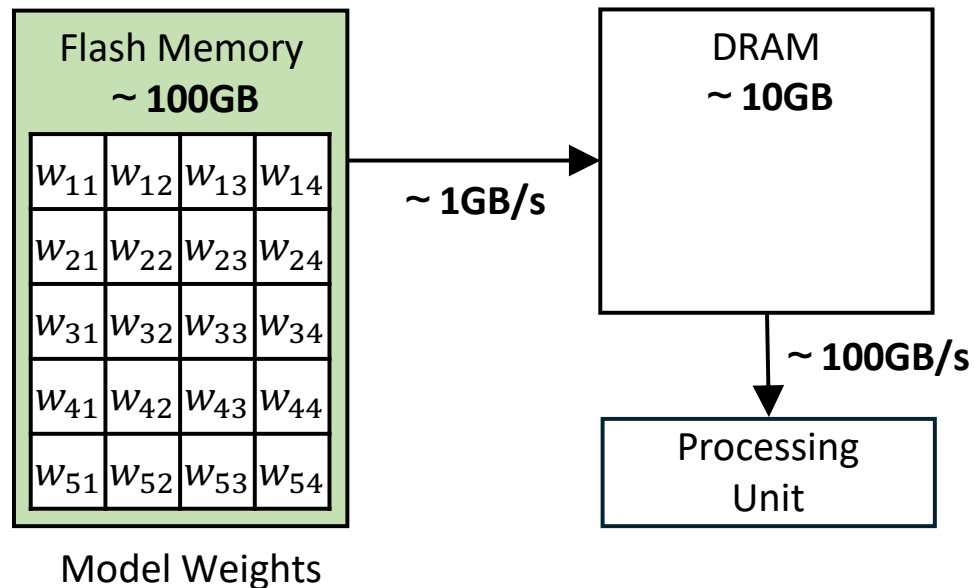 Flash Memory
~ 100GB
w₁₁ w₁₂ w₁₃ w₁₄
w₂₁ w₂₂ w₂₃ w₂₄
w₃₁ w₃₂ w₃₃ w₃₄
w₄₁ w₄₂ w₄₃ w₄₄
w₅₁ w₅₂ w₅₃ w₅₄
Model Weights
~ 1GB/s
DRAM
~ 10GB
~ 100GB/s
Processing
Unit